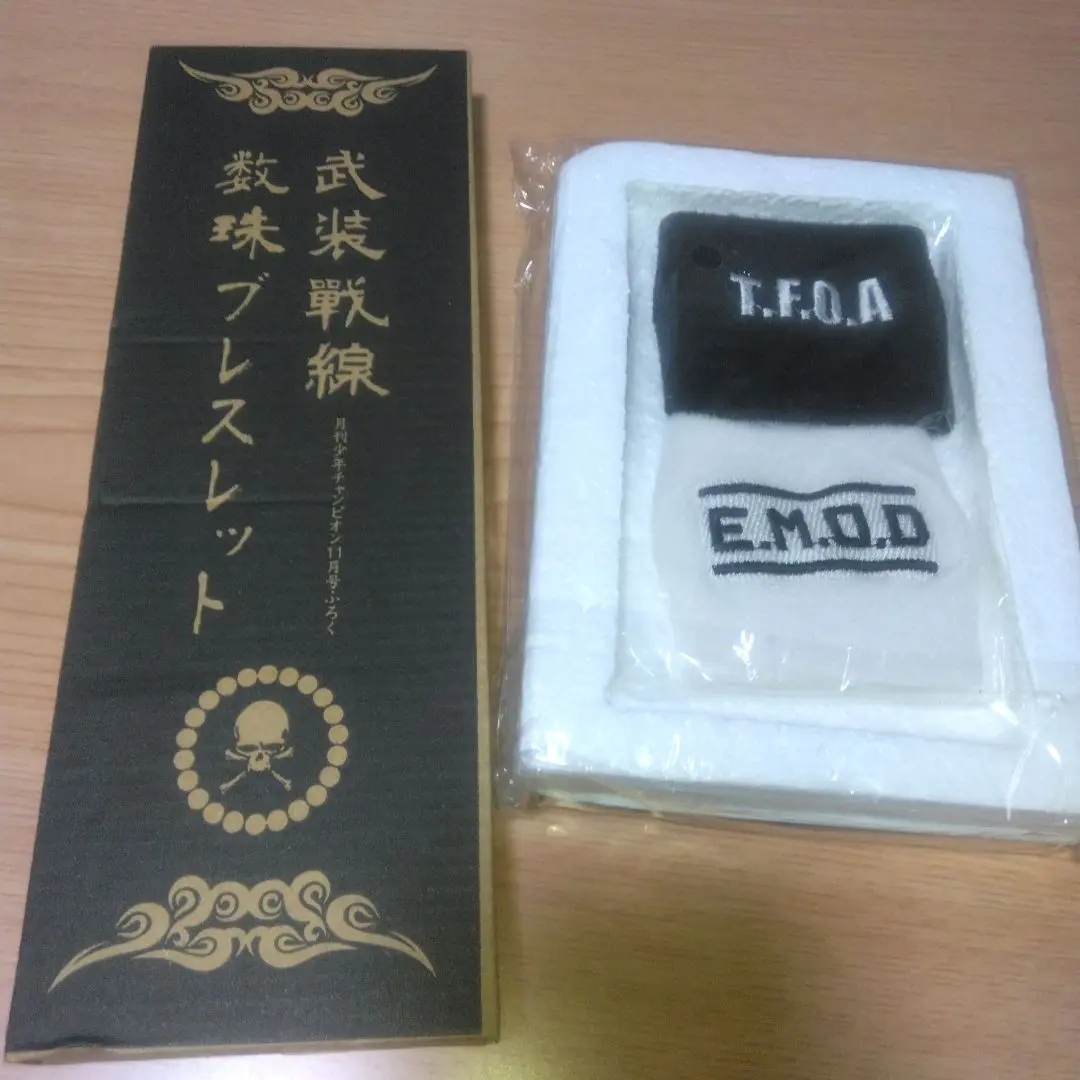 武装戰線
数珠ブレスレット
月刊少年チャンピオン11月号ふろく
T.F.O.A
E.M.O.D